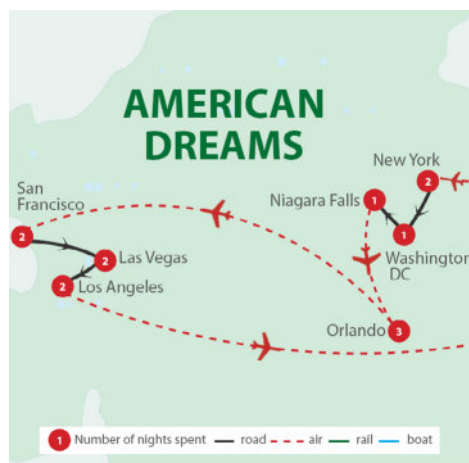 AMERICAN
DREAMS
New York
2
Niagara Falls
1
1
Washington
DC
San
Francisco
2
2
Las Vegas
2
Los Angeles
Orlando
3
1 Number of nights spent road air rail boat